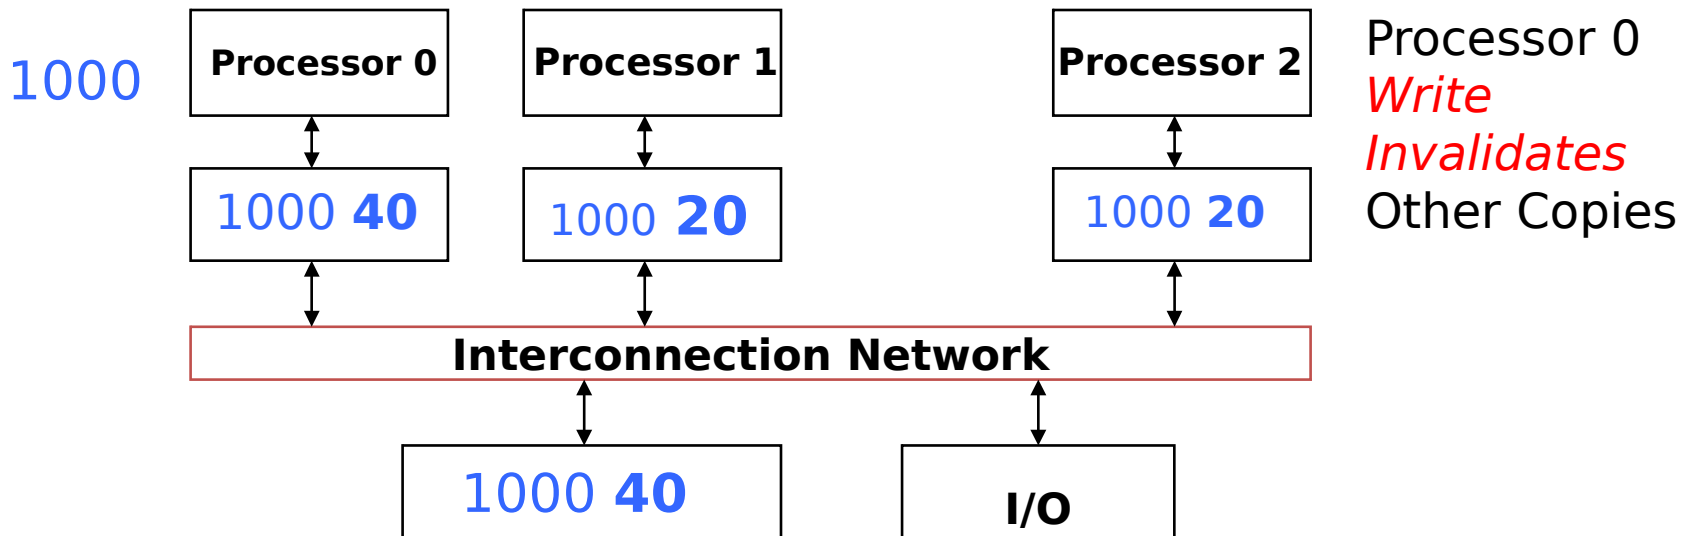 Processor 0
Processor 1
Processor 2
Processor 0
Write
Invalidates
Other Copies
1000
1000 40
1000 20
1000 20
Interconnection Network
1000 40
I/O